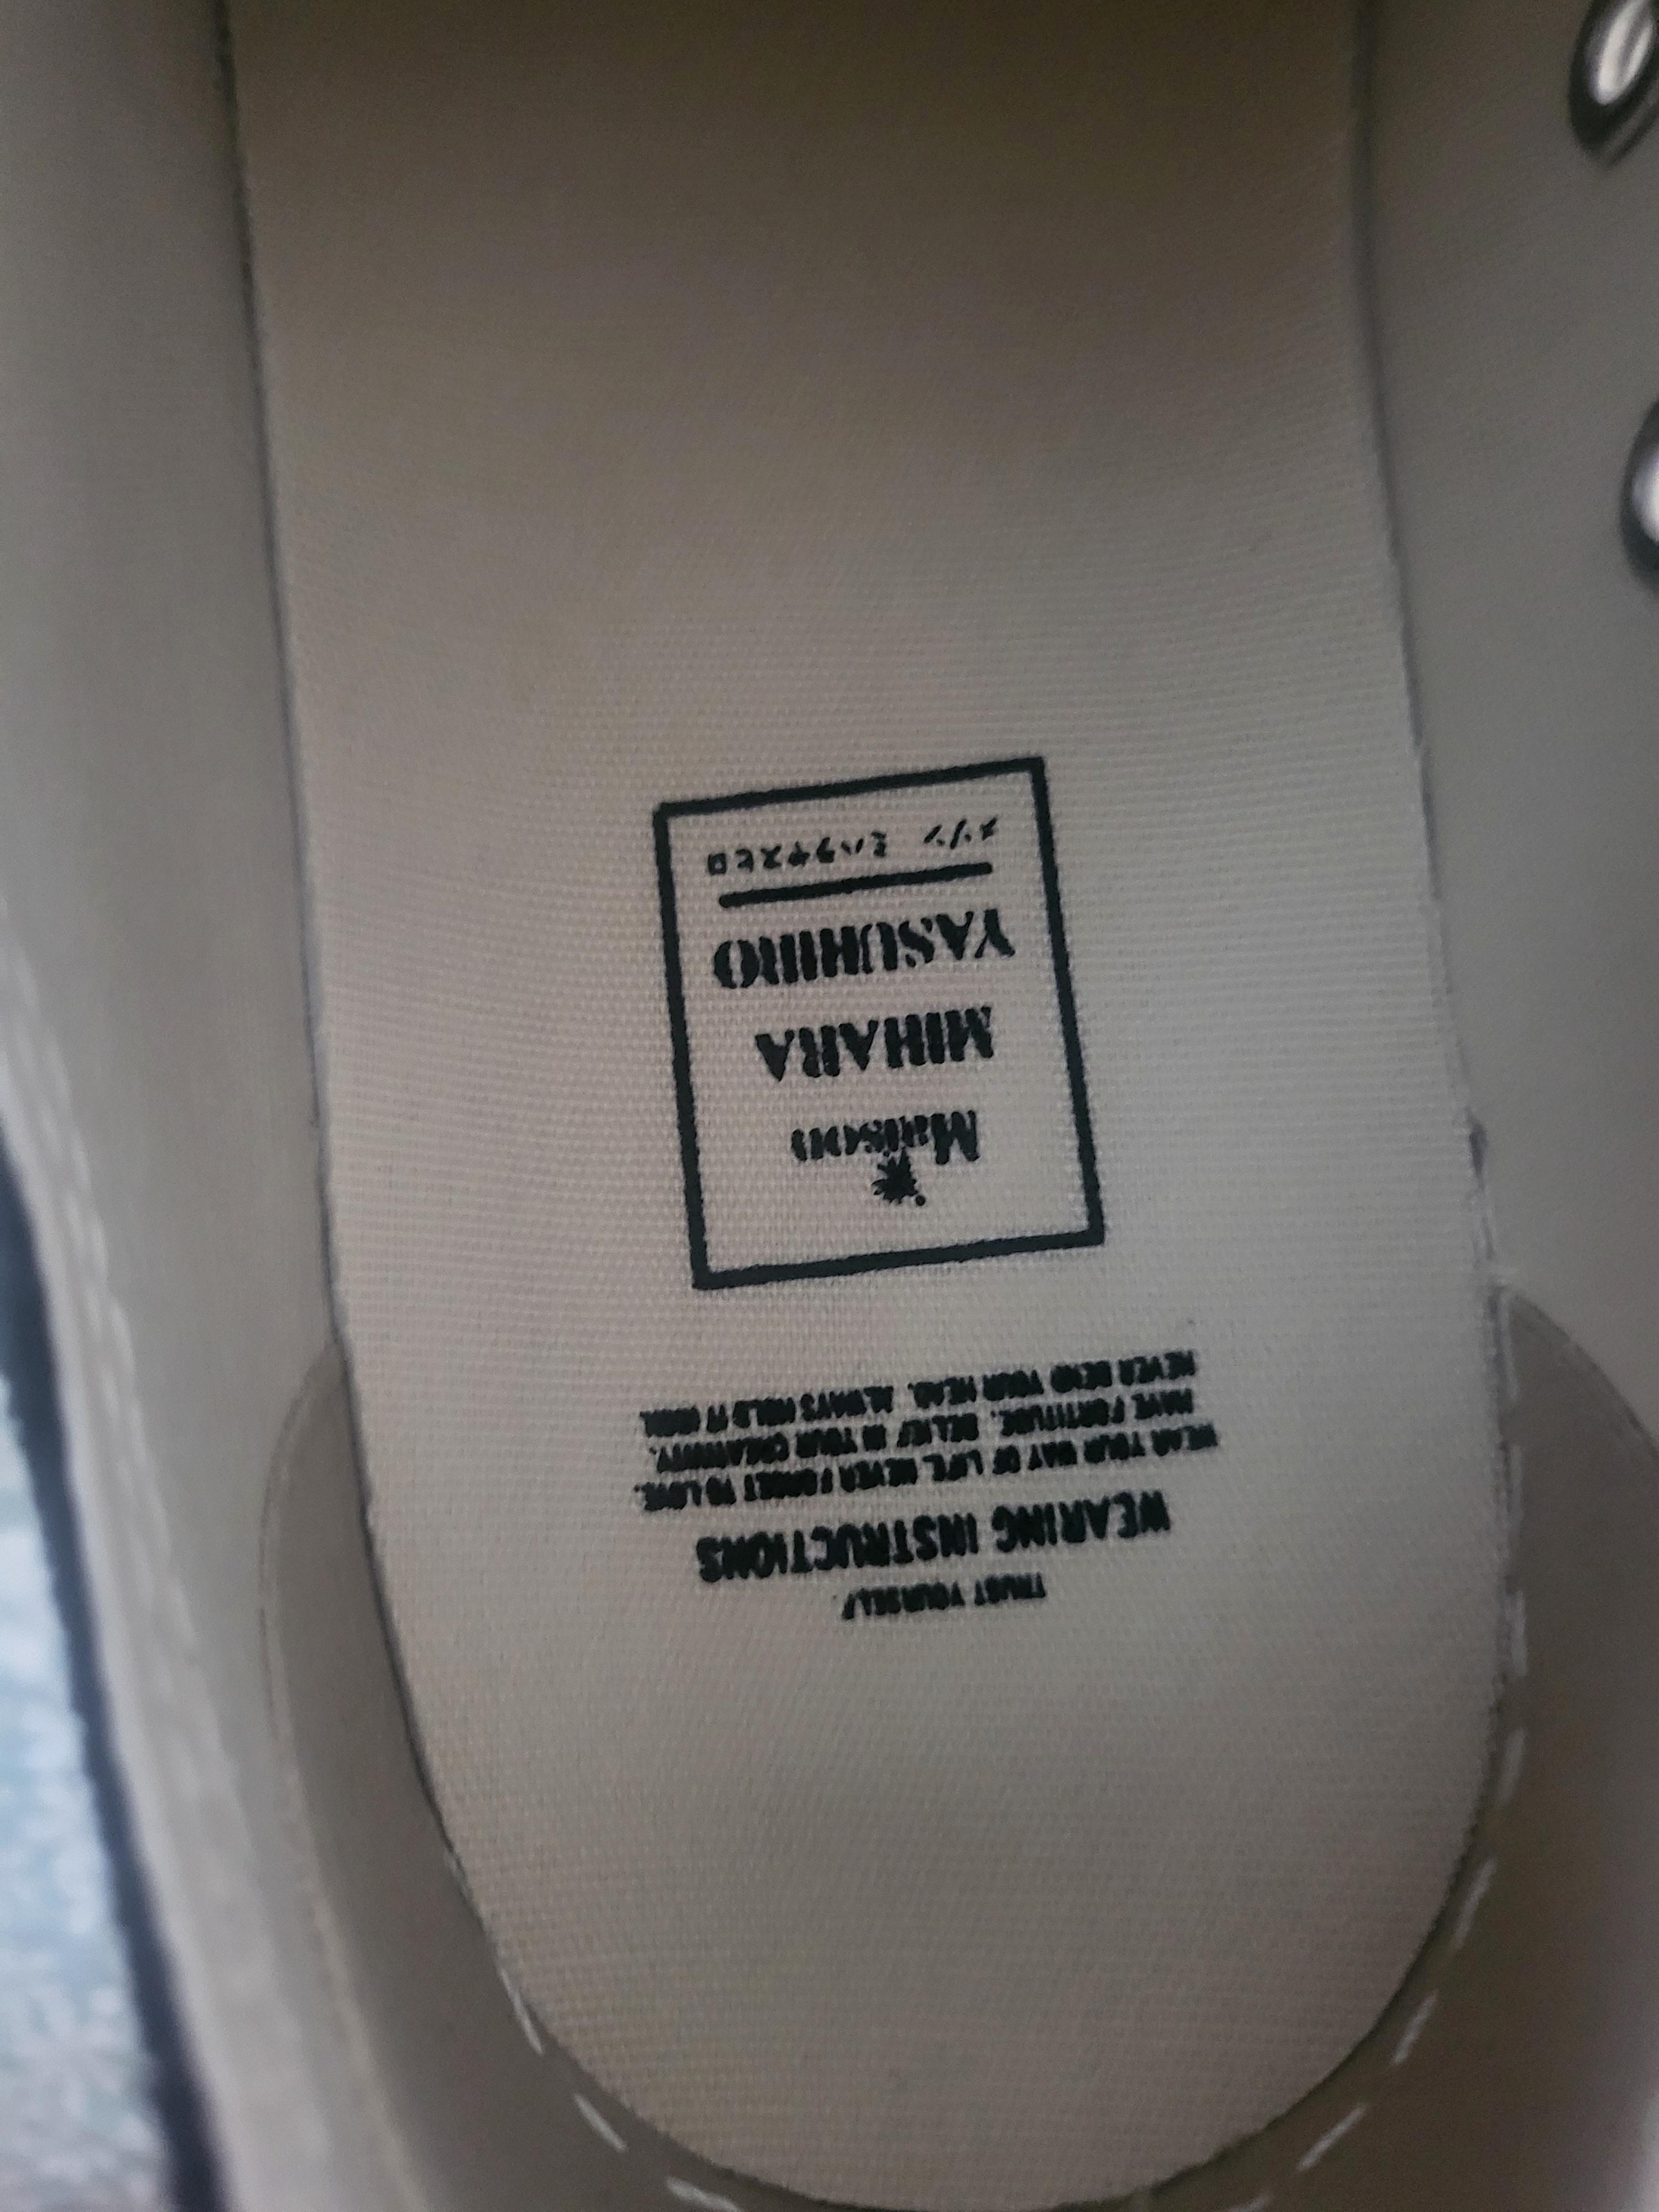 TRUST YOURSELF.
WEARING INSTRUCTIONS
WEAR YOUR WAY OF LIFE. NEVER FORGET TO LOVE.
HAVE FORTITUDE. BELIEF IN YOUR CREATIVITY.
NEVER BEND YOUR HEAD. ALWAYS HOLD IT HIGH.
Maison
MIHARA
YASUHIRO
メゾン ミハラヤスヒロ